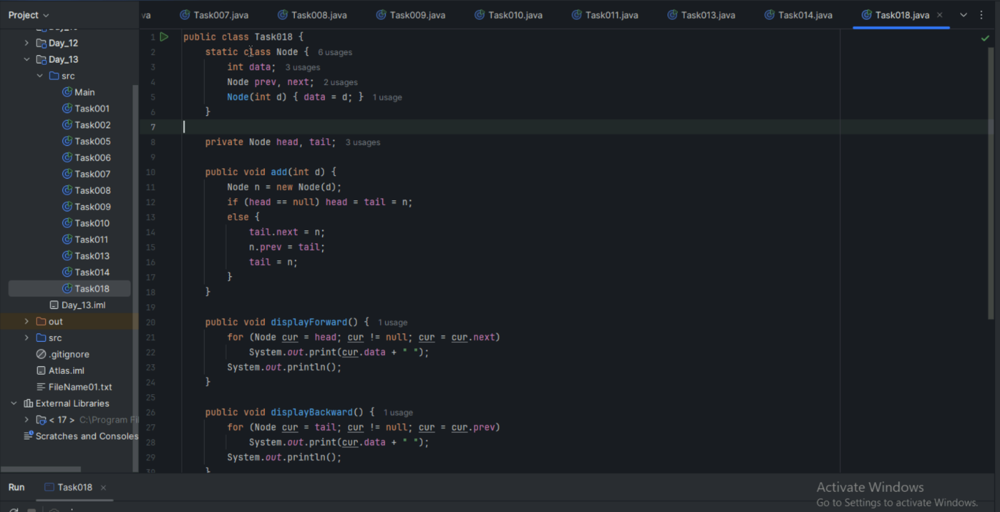 Project
va
Task007.java
Task008.java
Task009.java
Task010.java
Task011.java
Task013.java
Task014.java
Task018.java
Day_12
Day_13
src
Main
Task001
Task002
Task005
Task006
Task007
Task008
Task009
Task010
Task011
Task013
Task014
Task018
Day_13.iml
out
src
.gitignore
Atlas.iml
FileName01.txt
External Libraries
< 17 > C:\Program Fi
Scratches and Consoles
1 public class Task018 {
2 static class Node { 6 usages
3 int data; 3 usages
4 Node prev, next; 2 usages
5 Node(int d) { data = d; } 1 usage
6 }
7
8 private Node head, tail; 3 usages
9
10 public void add(int d) {
11 Node n = new Node(d);
12 if (head == null) head = tail = n;
13 else {
14 tail.next = n;
15 n.prev = tail;
16 tail = n;
17 }
18 }
19
20 public void displayForward() { 1 usage
21 for (Node cur = head; cur != null; cur = cur.next)
22 System.out.print(cur.data + " ");
23 System.out.println();
24 }
25
26 public void displayBackward() { 1 usage
27 for (Node cur = tail; cur != null; cur = cur.prev)
28 System.out.print(cur.data + " ");
29 System.out.println();
30 }
Run
Task018
Activate Windows
Go to Settings to activate Windows.